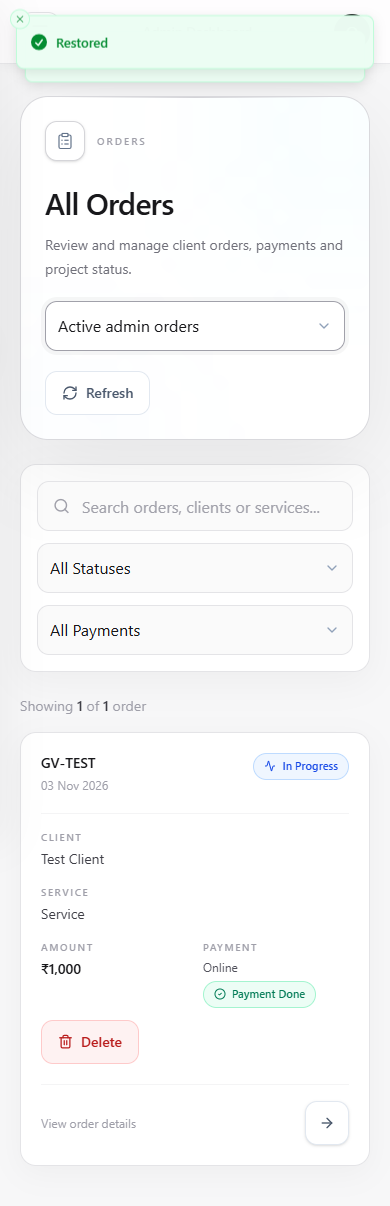 Restored
ORDERS
All Orders
Review and manage client orders, payments and
project status.
Active admin orders
Refresh
Search orders, clients or services...
All Statuses
All Payments
Showing 1 of 1 order
GV-TEST
In Progress
03 Nov 2026
CLIENT
Test Client
SERVICE
Service
AMOUNT
PAYMENT
₹1,000
Online
Payment Done
Delete
View order details